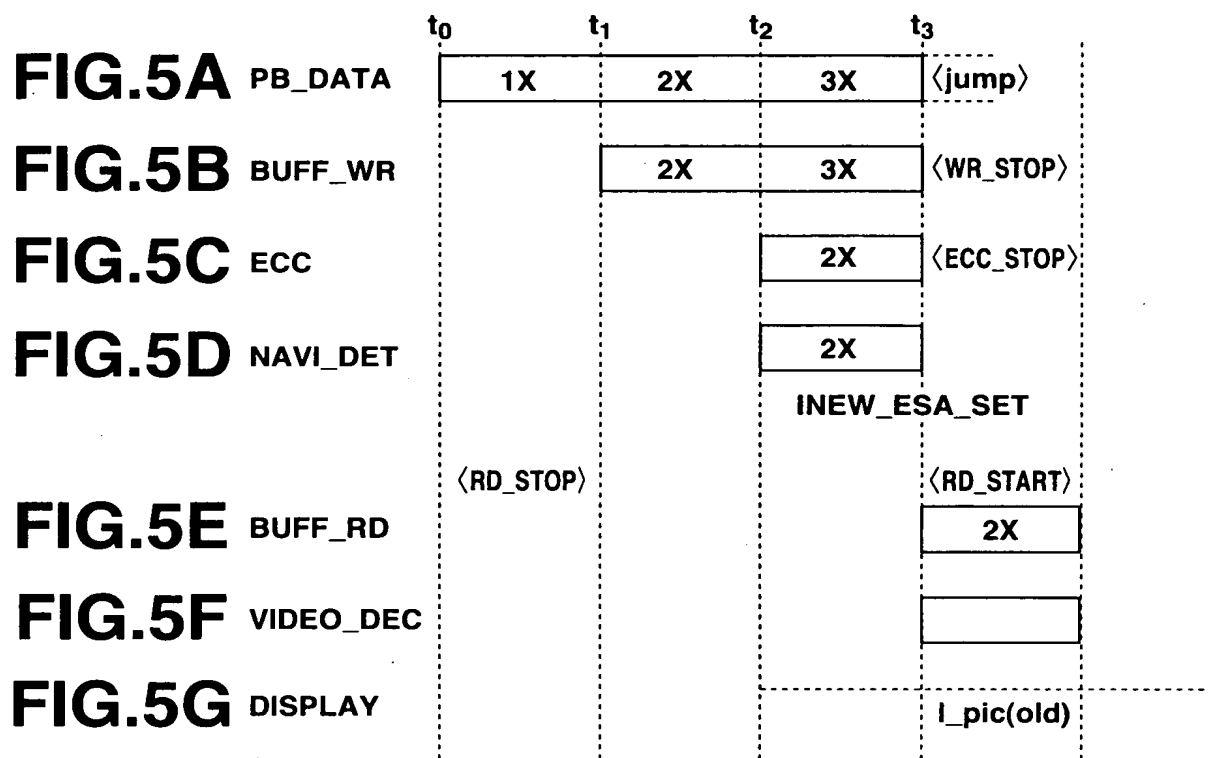 t0 t1 t2 t3
FIG.5A PB_DATA 1X 2X 3X 〈jump〉
FIG.5B BUFF_WR 2X 3X 〈WR_STOP〉
FIG.5C ECC 2X 〈ECC_STOP〉
FIG.5D NAVI_DET 2X
INEW_ESA_SET
〈RD_STOP〉 〈RD_START〉
FIG.5E BUFF_RD 2X
FIG.5F VIDEO_DEC
FIG.5G DISPLAY I_pic(old)